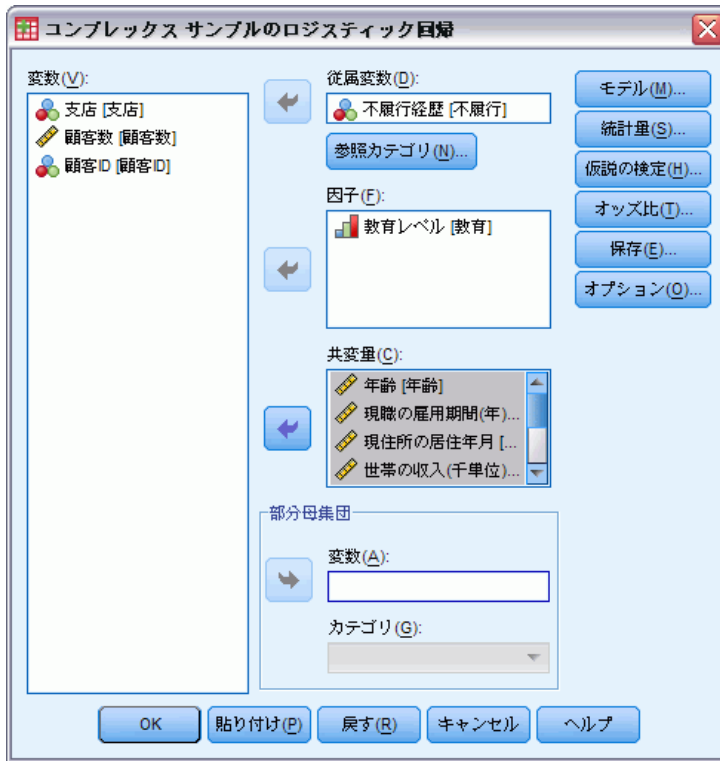 コンプレックス サンプルのロジスティック回帰
変数(V):
支店 [支店]
顧客数 [顧客数]
顧客ID [顧客ID]
従属変数(D):
不履行経歴 [不履行]
参照カテゴリ(N)...
因子(F):
教育レベル [教育]
共変量(C):
年齢 [年齢]
現職の雇用期間(年)...
現住所の居住年月 [...
世帯の収入(千単位)...
部分母集団
変数(A):
カテゴリ(G):
モデル(M)...
統計量(S)...
仮説の検定(H)...
オッズ比(T)...
保存(E)...
オプション(O)...
OK
貼り付け(P)
戻す(R)
キャンセル
ヘルプ